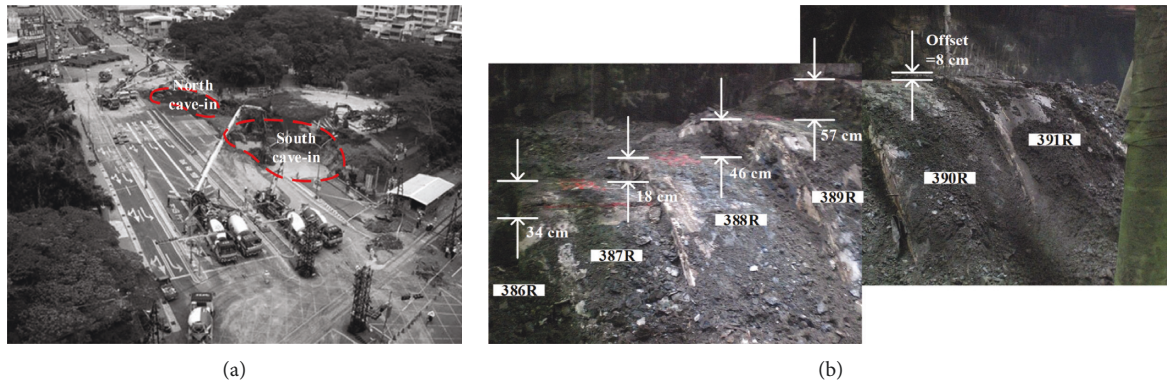 North
cave-in
South
cave-in
(a)
Offset
=8 cm
57 cm
46 cm
18 cm
34 cm
386R
387R
388R
389R
390R
391R
(b)